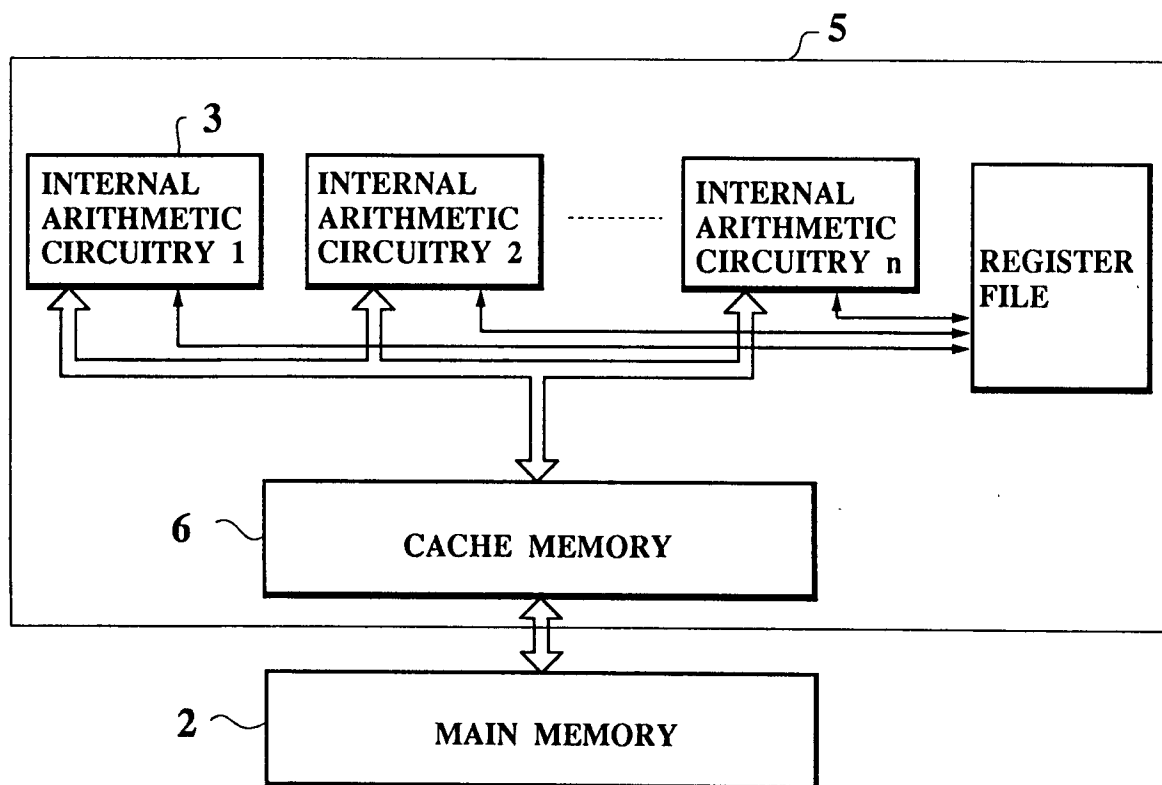 5
3
INTERNAL
ARITHMETIC
CIRCUITRY 1
INTERNAL
ARITHMETIC
CIRCUITRY 2
INTERNAL
ARITHMETIC
CIRCUITRY n
REGISTER
FILE
6
CACHE MEMORY
2
MAIN MEMORY